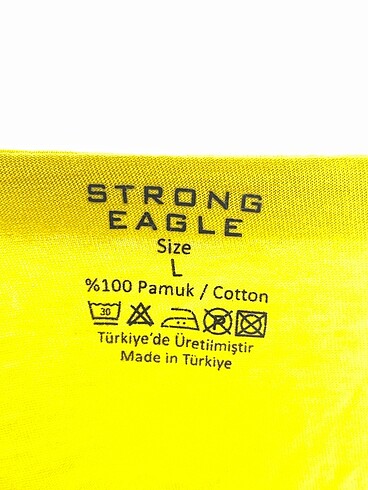 STRONG
EAGLE
Size
L
%100 Pamuk / Cotton
30
Türkiye'de Üretilmiştir
Made in Türkiye